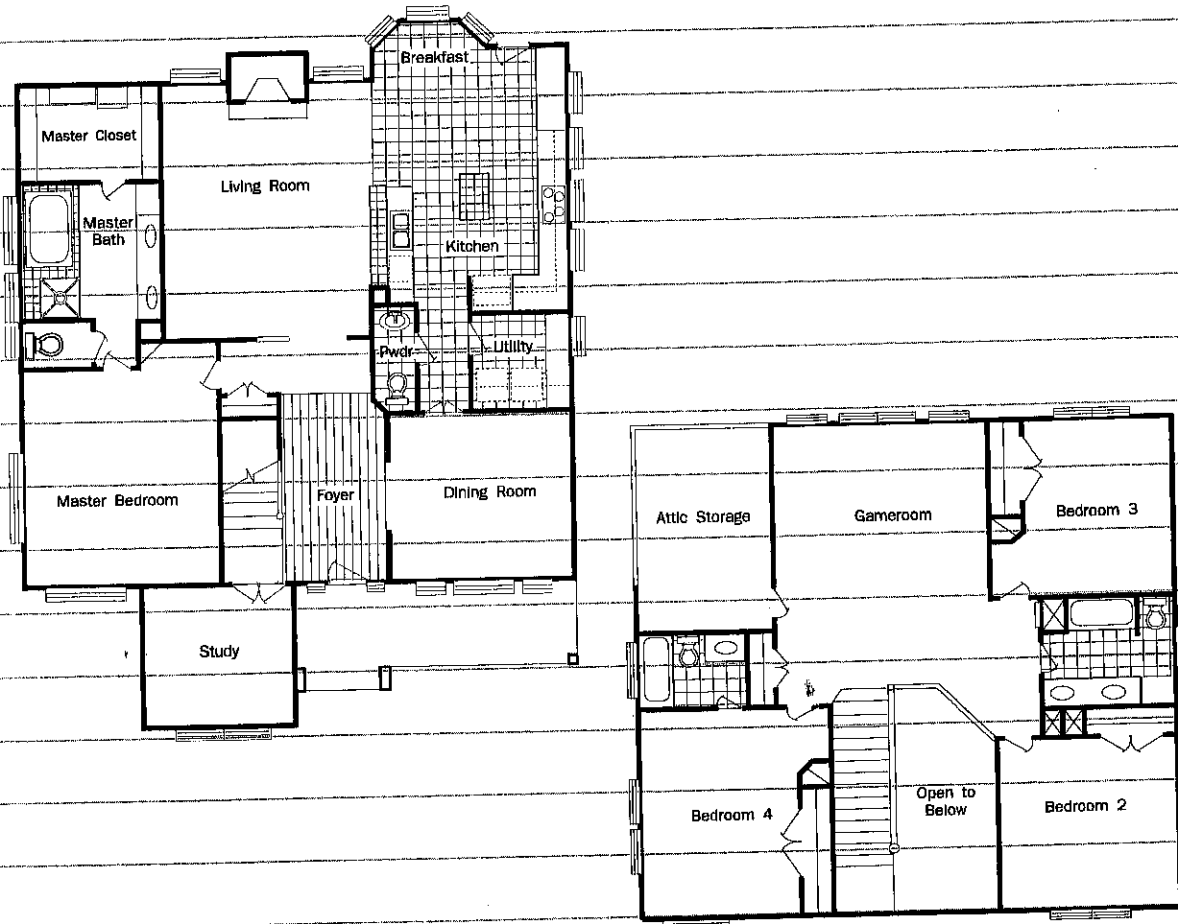 Breakfast
Master Closet
Living Room
Master
Bath
Kitchen
Pwdr
Utility
Master Bedroom
Foyer
Dining Room
Study
Attic Storage
Gameroom
Bedroom 3
Bedroom 4
Open to
Below
Bedroom 2